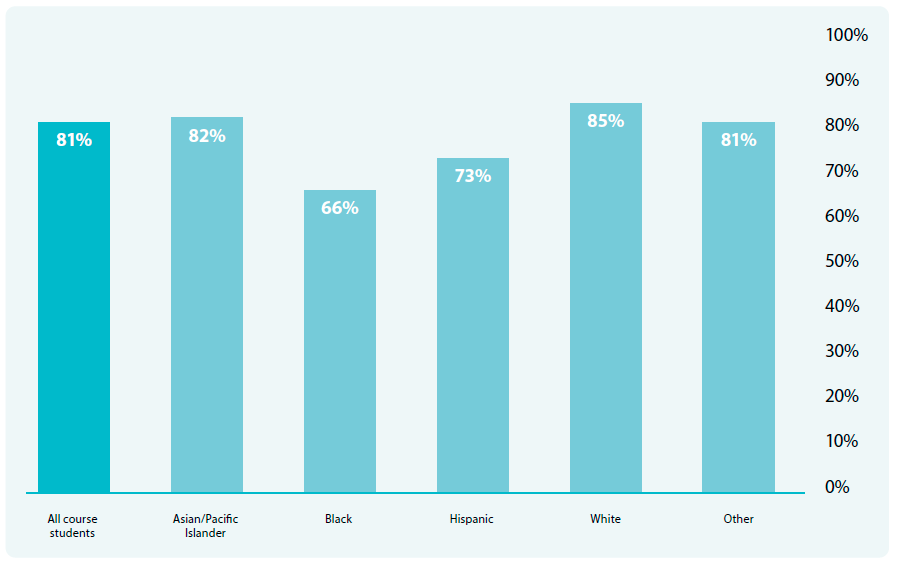 100%
90%
80%
70%
60%
50%
40%
30%
20%
10%
0%
81%
82%
66%
73%
85%
81%
All course
students
Asian/Pacific
Islander
Black
Hispanic
White
Other